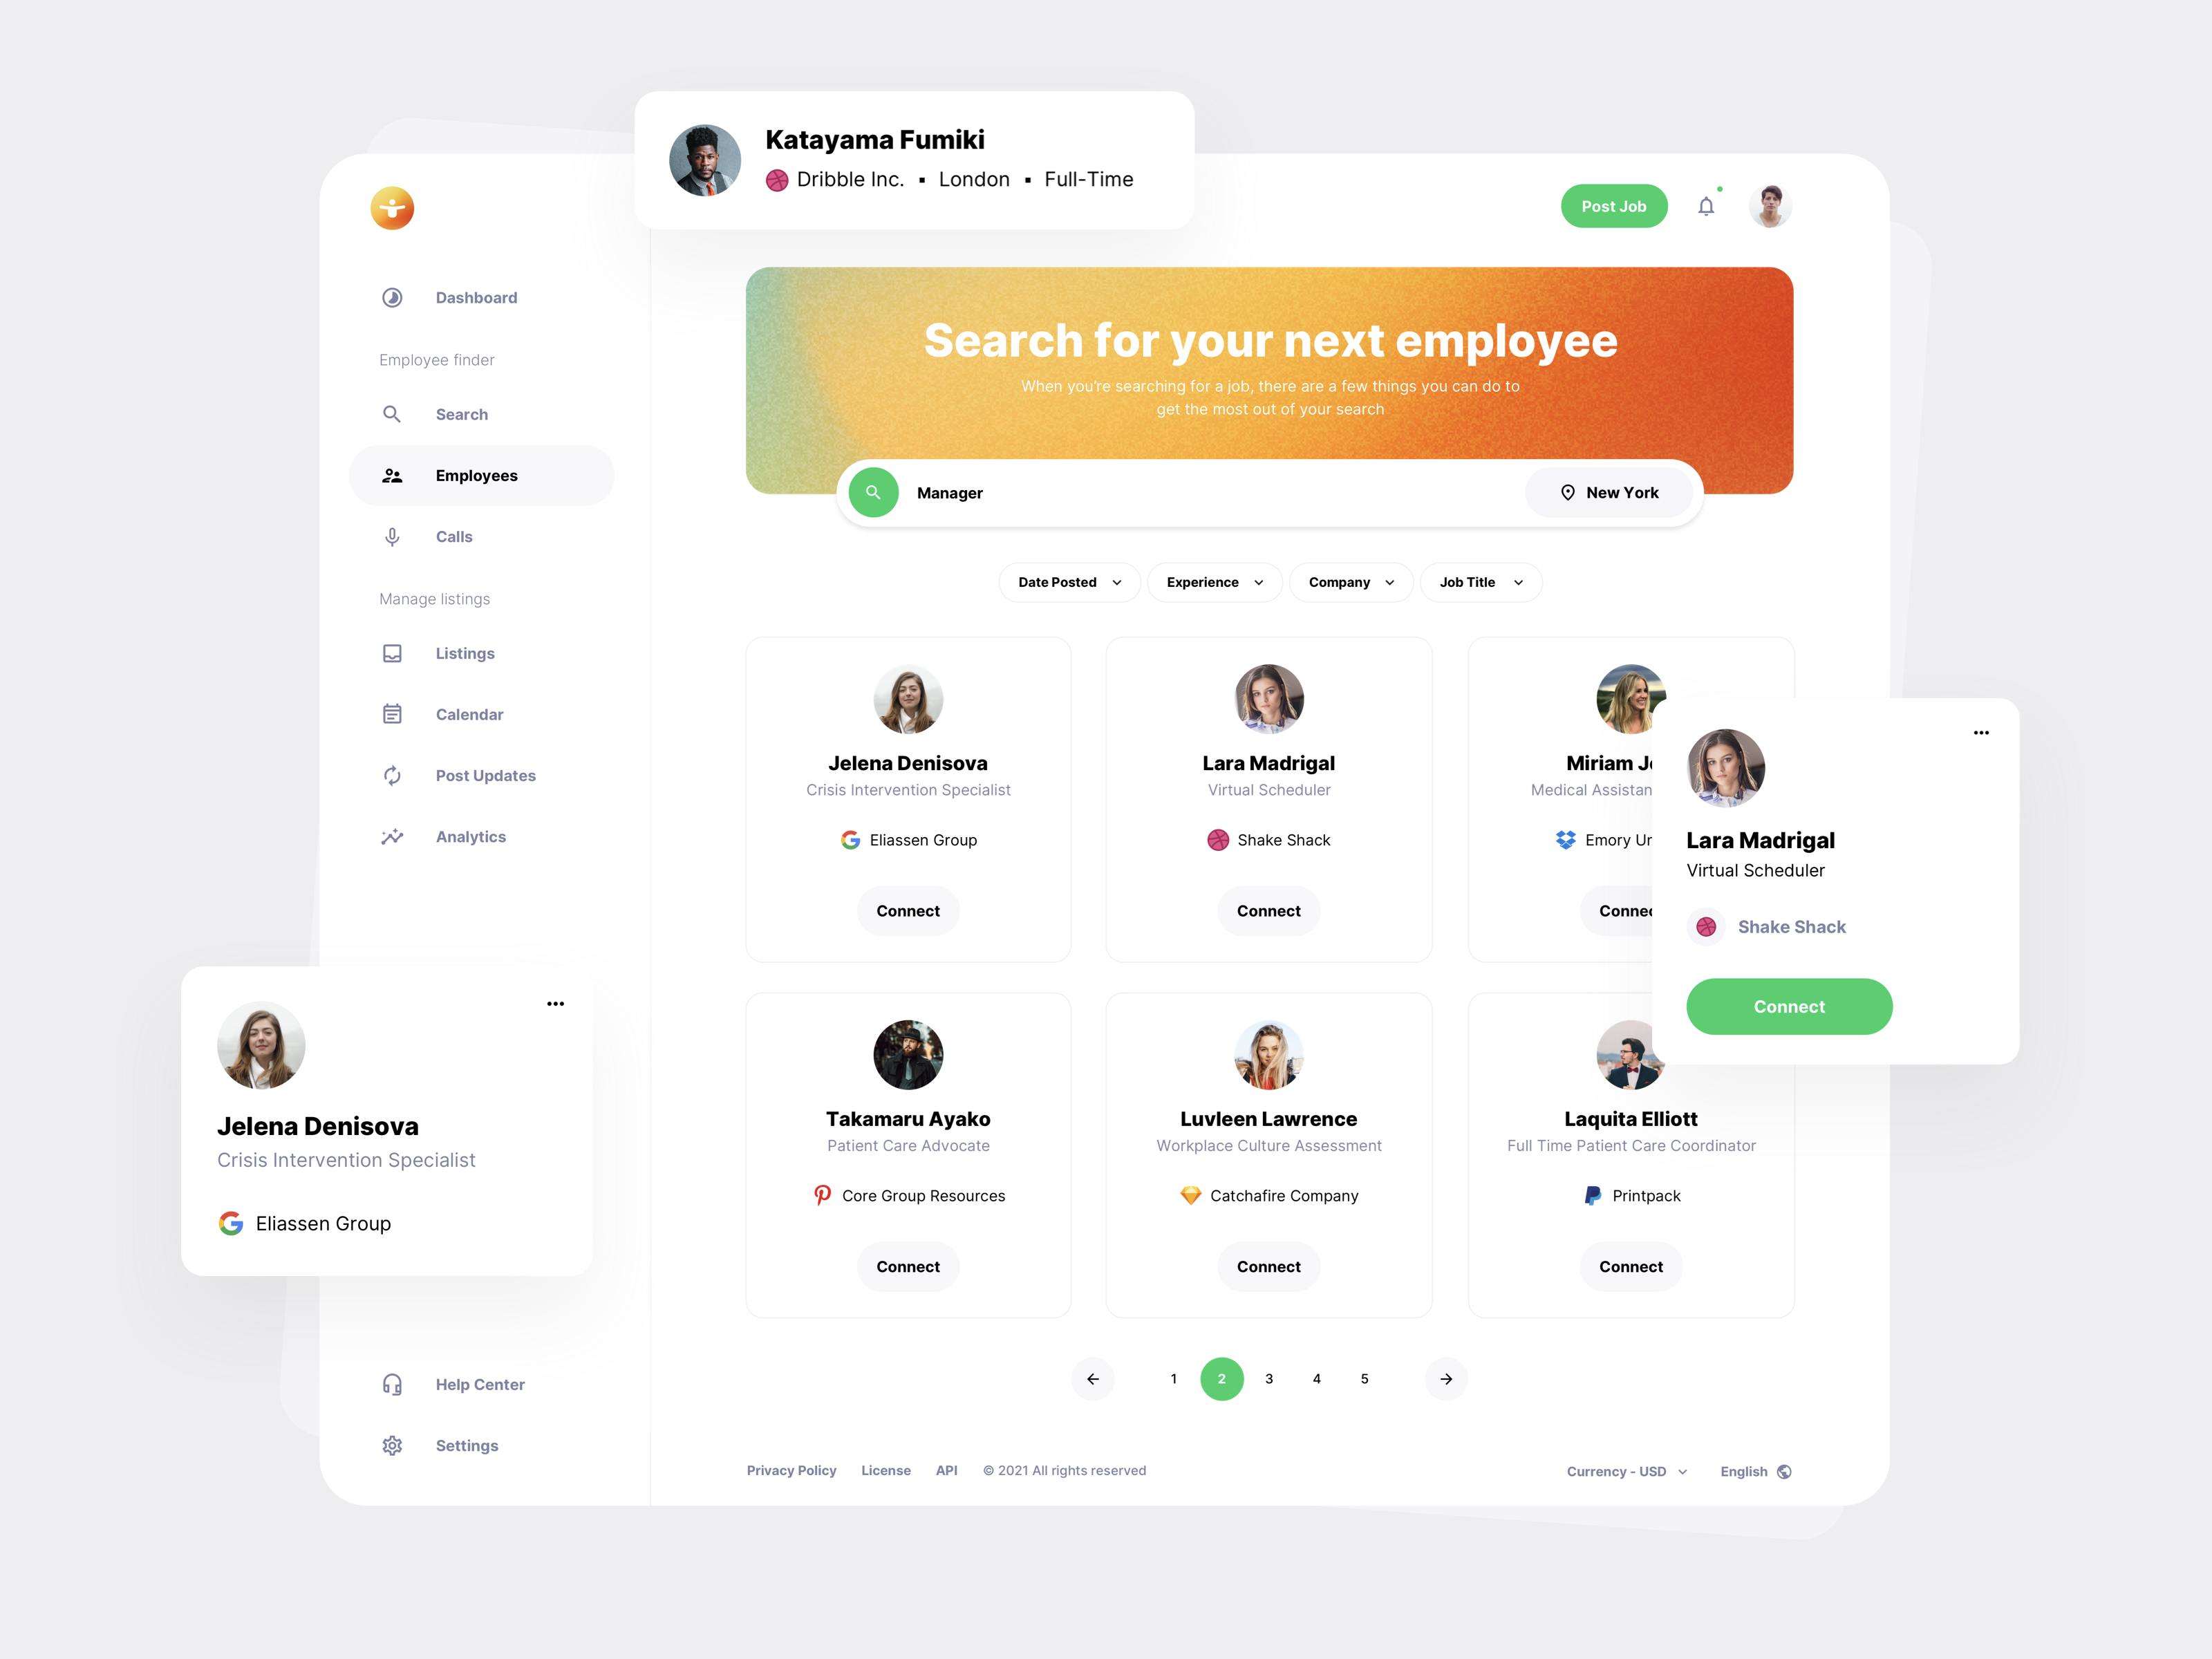 Katayama Fumiki
Dribble Inc. ▪ London ▪ Full-Time
Post Job
Dashboard
Employee finder
Search
Employees
Calls
Manage listings
Listings
Calendar
Post Updates
Analytics
Help Center
Settings
Search for your next employee
When you're searching for a job, there are a few things you can do to
get the most out of your search
Manager
New York
Date Posted
Experience
Company
Job Title
Jelena Denisova
Crisis Intervention Specialist
Eliassen Group
Connect
Lara Madrigal
Virtual Scheduler
Shake Shack
Connect
Miriam
Medical
Emory
Lara Madrigal
Virtual Scheduler
Shake Shack
Connect
Jelena Denisova
Crisis Intervention Specialist
Eliassen Group
Takamaru Ayako
Patient Care Advocate
Core Group Resources
Connect
Luvleen Lawrence
Workplace Culture Assessment
Catchafire Company
Connect
Laquita Elliott
Full Time Patient Care Coordinator
Printpack
Connect
1 2 3 4 5
Privacy Policy License API © 2021 All rights reserved
Currency - USD English